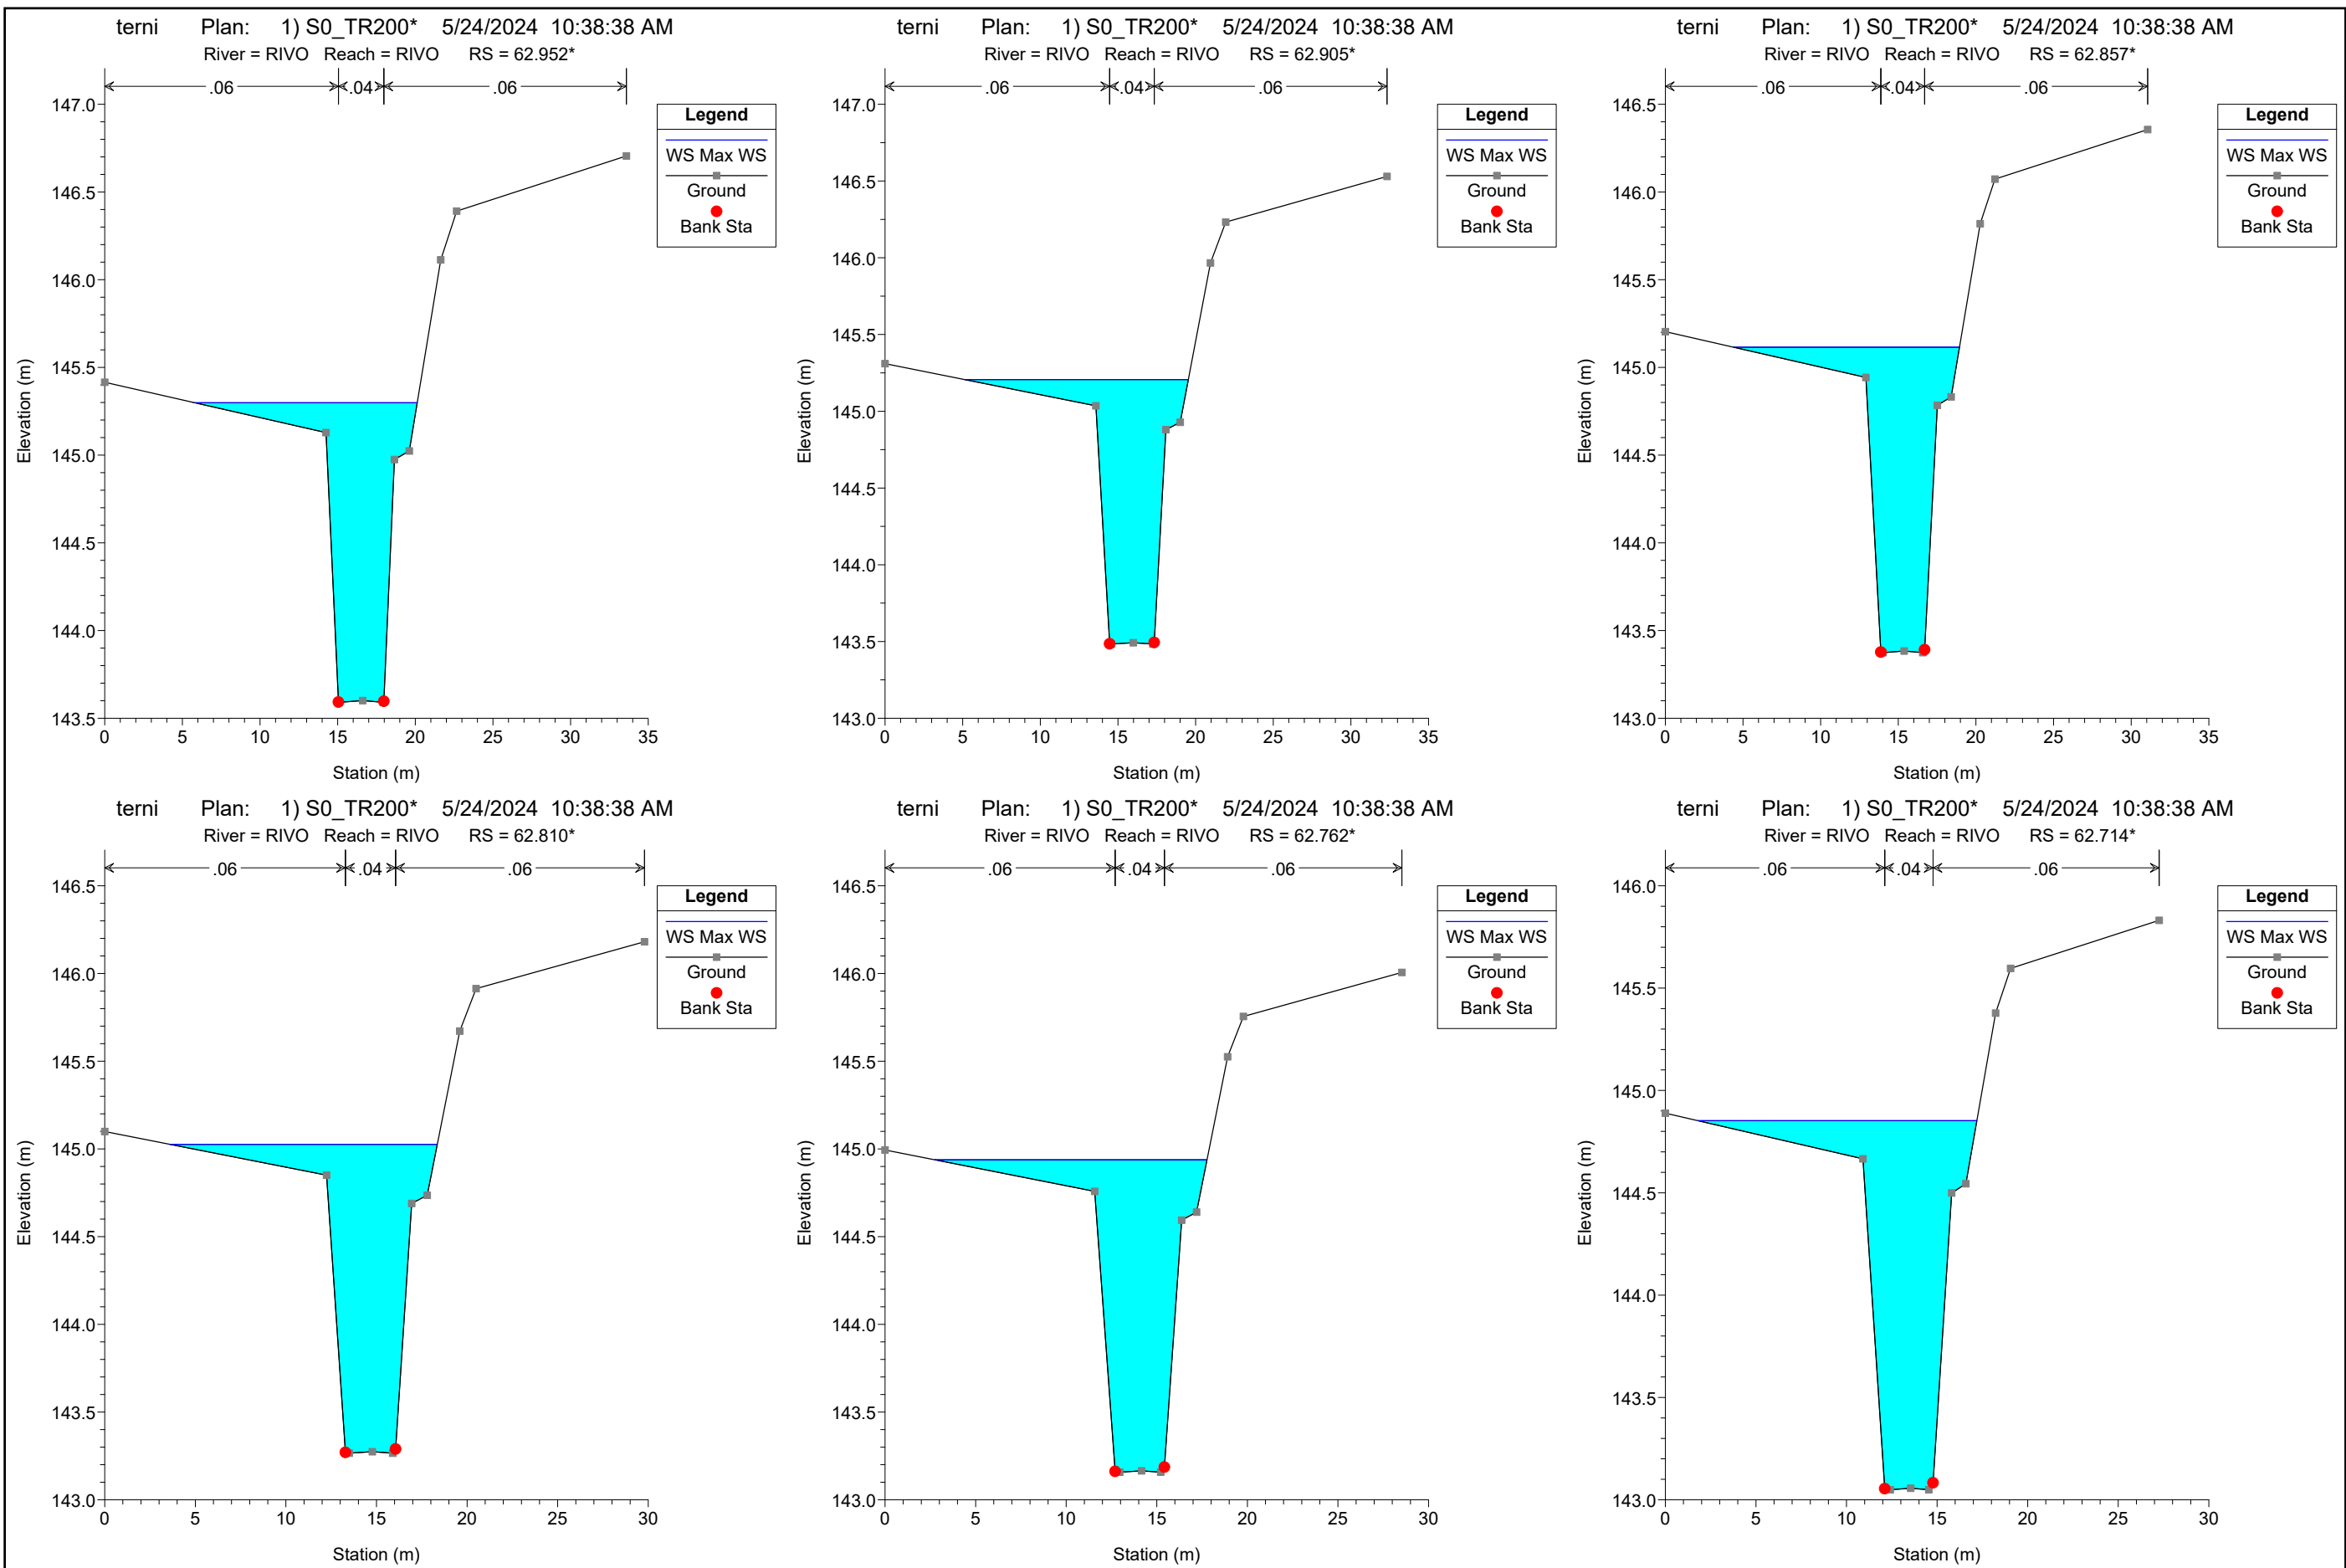 terni Plan: 1) S0_TR200* 5/24/2024 10:38:38 AM
River = RIVO Reach = RIVO RS = 62.952*
.06 .04 .06
Legend
WS Max WS
Ground
Bank Sta
147.0
146.5
146.0
145.5
145.0
144.5
144.0
143.5
Elevation (m)
0 5 10 15 20 25 30 35
Station (m)
terni Plan: 1) S0_TR200* 5/24/2024 10:38:38 AM
River = RIVO Reach = RIVO RS = 62.905*
.06 .04 .06
Legend
WS Max WS
Ground
Bank Sta
147.0
146.5
146.0
145.5
145.0
144.5
144.0
143.5
143.0
Elevation (m)
0 5 10 15 20 25 30 35
Station (m)
terni Plan: 1) S0_TR200* 5/24/2024 10:38:38 AM
River = RIVO Reach = RIVO RS = 62.857*
.06 .04 .06
Legend
WS Max WS
Ground
Bank Sta
146.5
146.0
145.5
145.0
144.5
144.0
143.5
143.0
Elevation (m)
0 5 10 15 20 25 30 35
Station (m)
terni Plan: 1) S0_TR200* 5/24/2024 10:38:38 AM
River = RIVO Reach = RIVO RS = 62.810*
.06 .04 .06
Legend
WS Max WS
Ground
Bank Sta
146.5
146.0
145.5
145.0
144.5
144.0
143.5
143.0
Elevation (m)
0 5 10 15 20 25 30
Station (m)
terni Plan: 1) S0_TR200* 5/24/2024 10:38:38 AM
River = RIVO Reach = RIVO RS = 62.762*
.06 .04 .06
Legend
WS Max WS
Ground
Bank Sta
146.5
146.0
145.5
145.0
144.5
144.0
143.5
143.0
Elevation (m)
0 5 10 15 20 25 30
Station (m)
terni Plan: 1) S0_TR200* 5/24/2024 10:38:38 AM
River = RIVO Reach = RIVO RS = 62.714*
.06 .04 .06
Legend
WS Max WS
Ground
Bank Sta
146.0
145.5
145.0
144.5
144.0
143.5
143.0
Elevation (m)
0 5 10 15 20 25 30
Station (m)